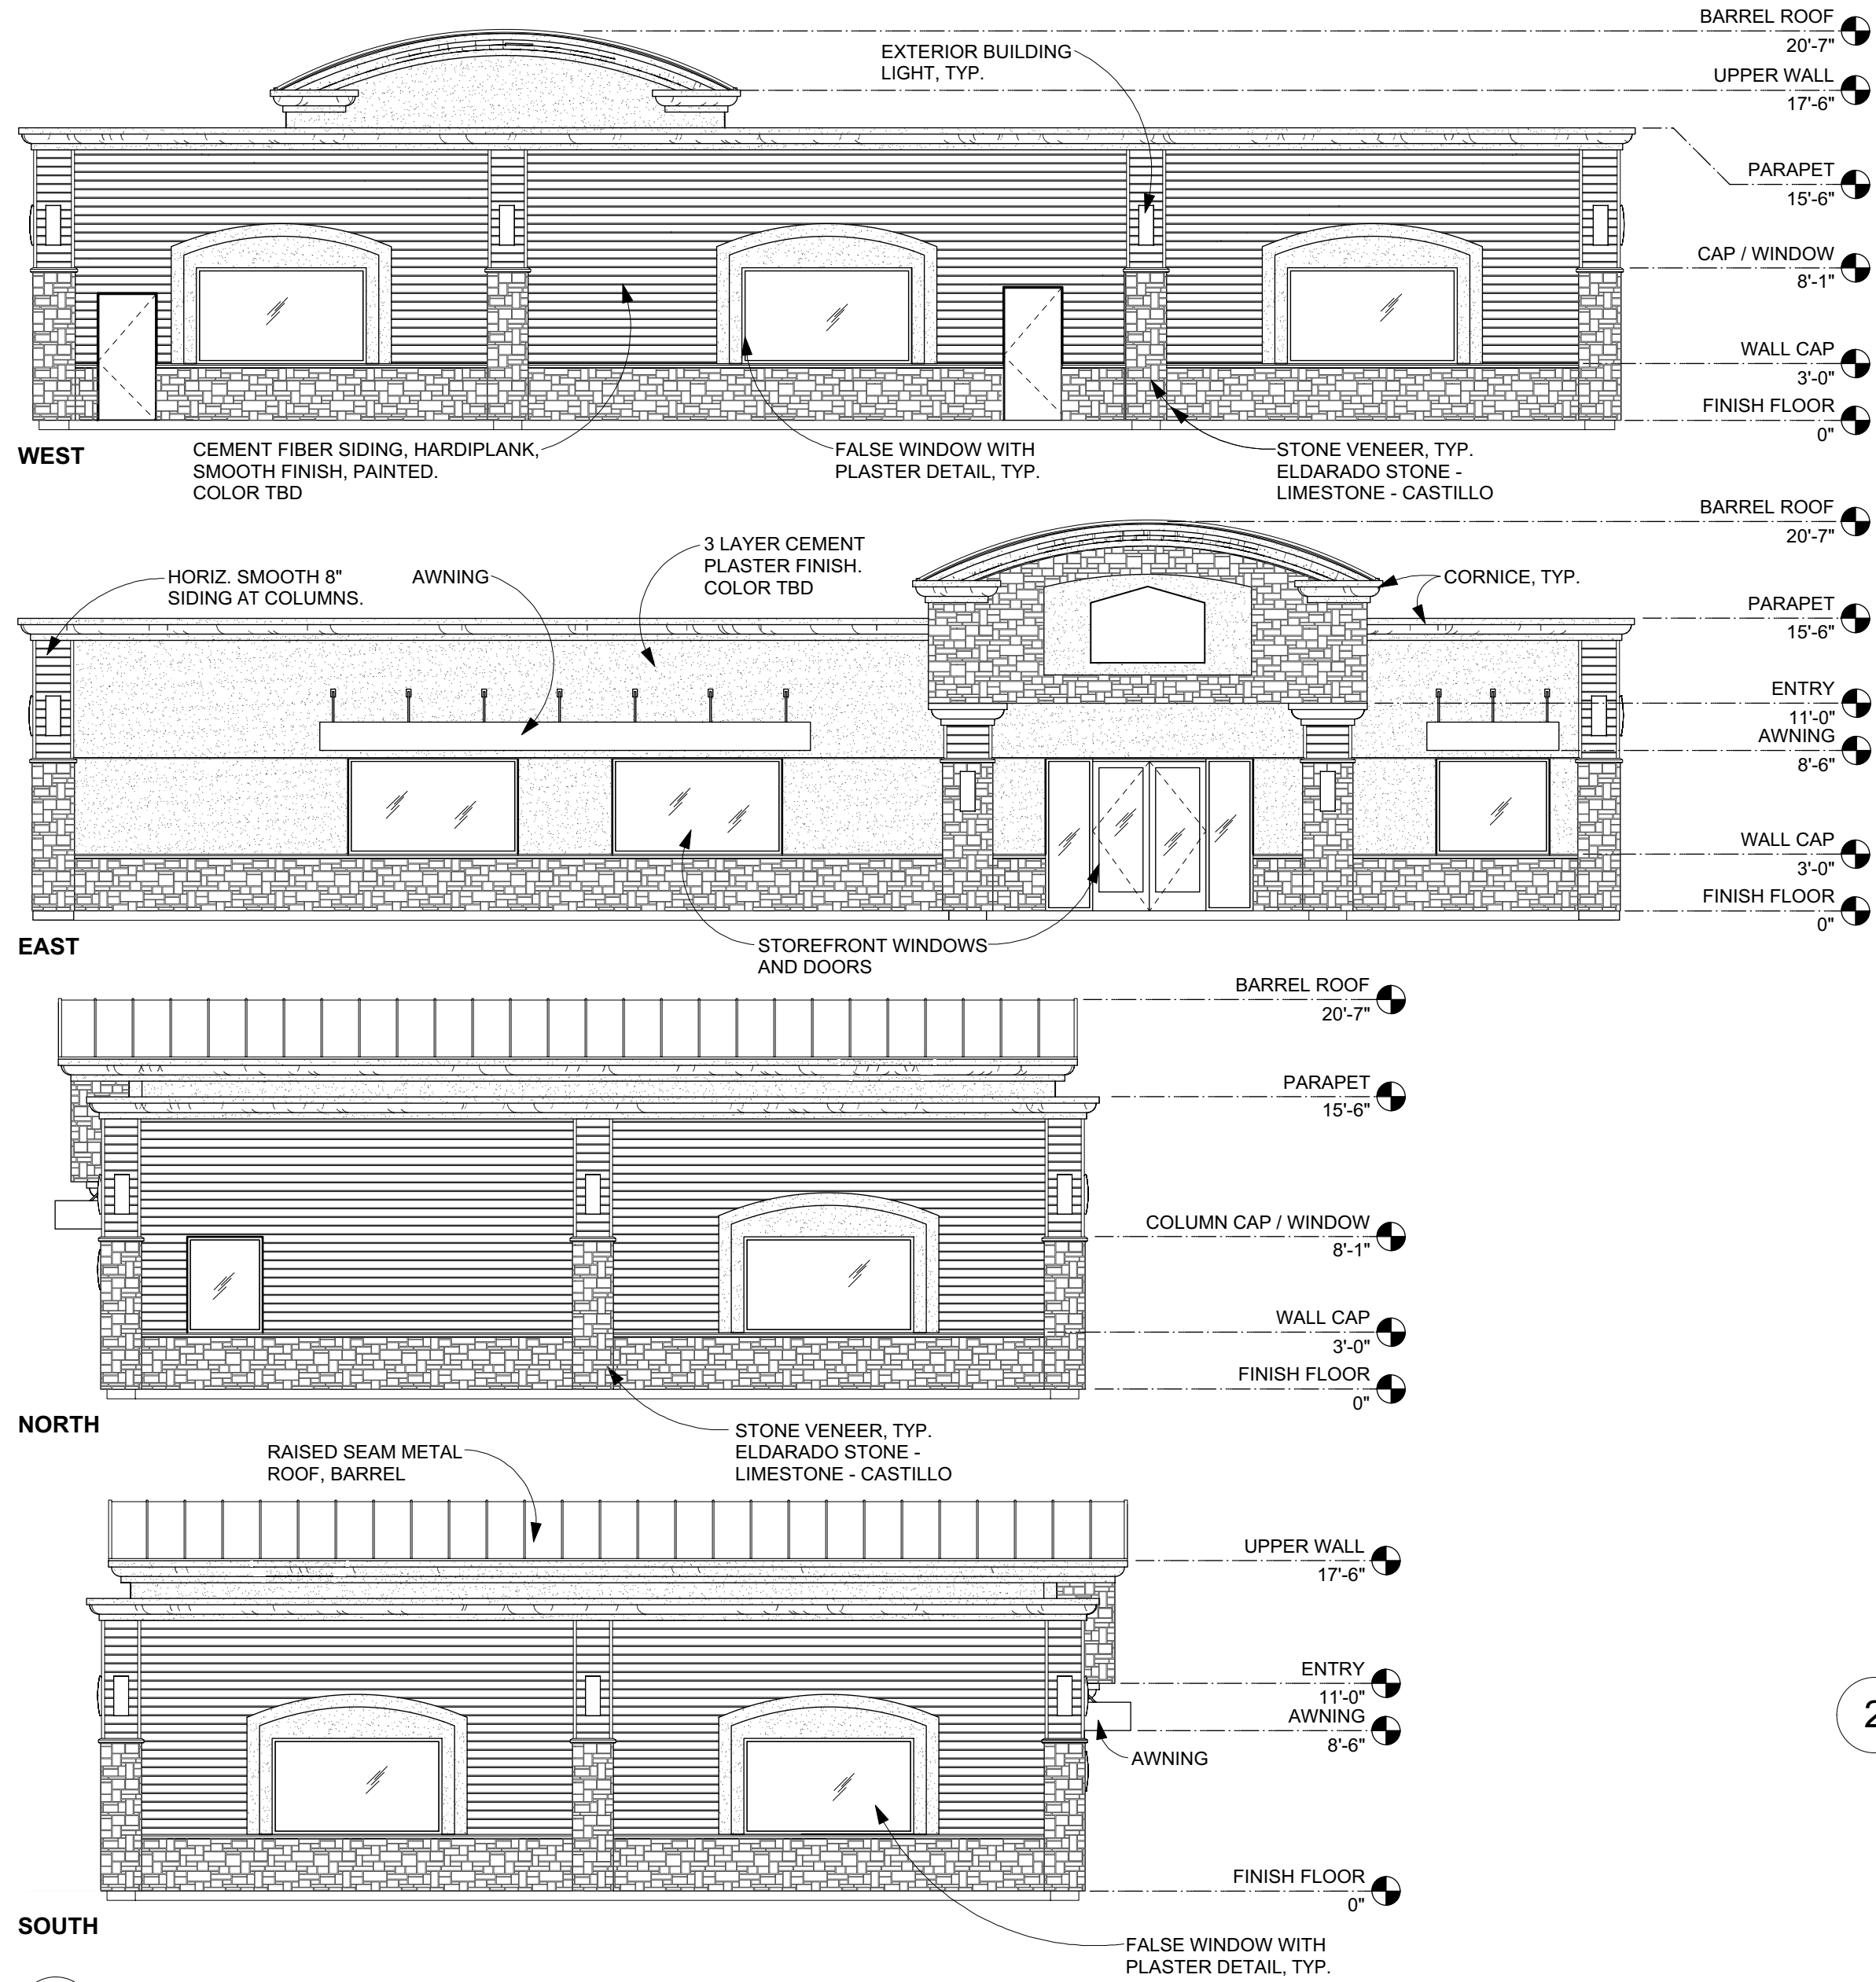 BARREL ROOF
20'-7"
EXTERIOR BUILDING
LIGHT, TYP.
UPPER WALL
17'-6"
PARAPET
15'-6"
CAP / WINDOW
8'-1"
WALL CAP
3'-0"
FINISH FLOOR
0"
WEST
CEMENT FIBER SIDING, HARDIPLANK,
SMOOTH FINISH, PAINTED.
COLOR TBD
FALSE WINDOW WITH
PLASTER DETAIL, TYP.
STONE VENEER, TYP.
ELDARADO STONE -
LIMESTONE - CASTILLO
BARREL ROOF
20'-7"
3 LAYER CEMENT
PLASTER FINISH.
COLOR TBD
HORIZ. SMOOTH 8"
SIDING AT COLUMNS.
AWNING
CORNICE, TYP.
PARAPET
15'-6"
ENTRY
11'-0"
AWNING
8'-6"
WALL CAP
3'-0"
FINISH FLOOR
0"
EAST
STOREFRONT WINDOWS
AND DOORS
BARREL ROOF
20'-7"
PARAPET
15'-6"
COLUMN CAP / WINDOW
8'-1"
WALL CAP
3'-0"
FINISH FLOOR
0"
NORTH
STONE VENEER, TYP.
ELDARADO STONE -
LIMESTONE - CASTILLO
RAISED SEAM METAL
ROOF, BARREL
UPPER WALL
17'-6"
ENTRY
11'-0"
AWNING
8'-6"
AWNING
2
FINISH FLOOR
0"
SOUTH
FALSE WINDOW WITH
PLASTER DETAIL, TYP.